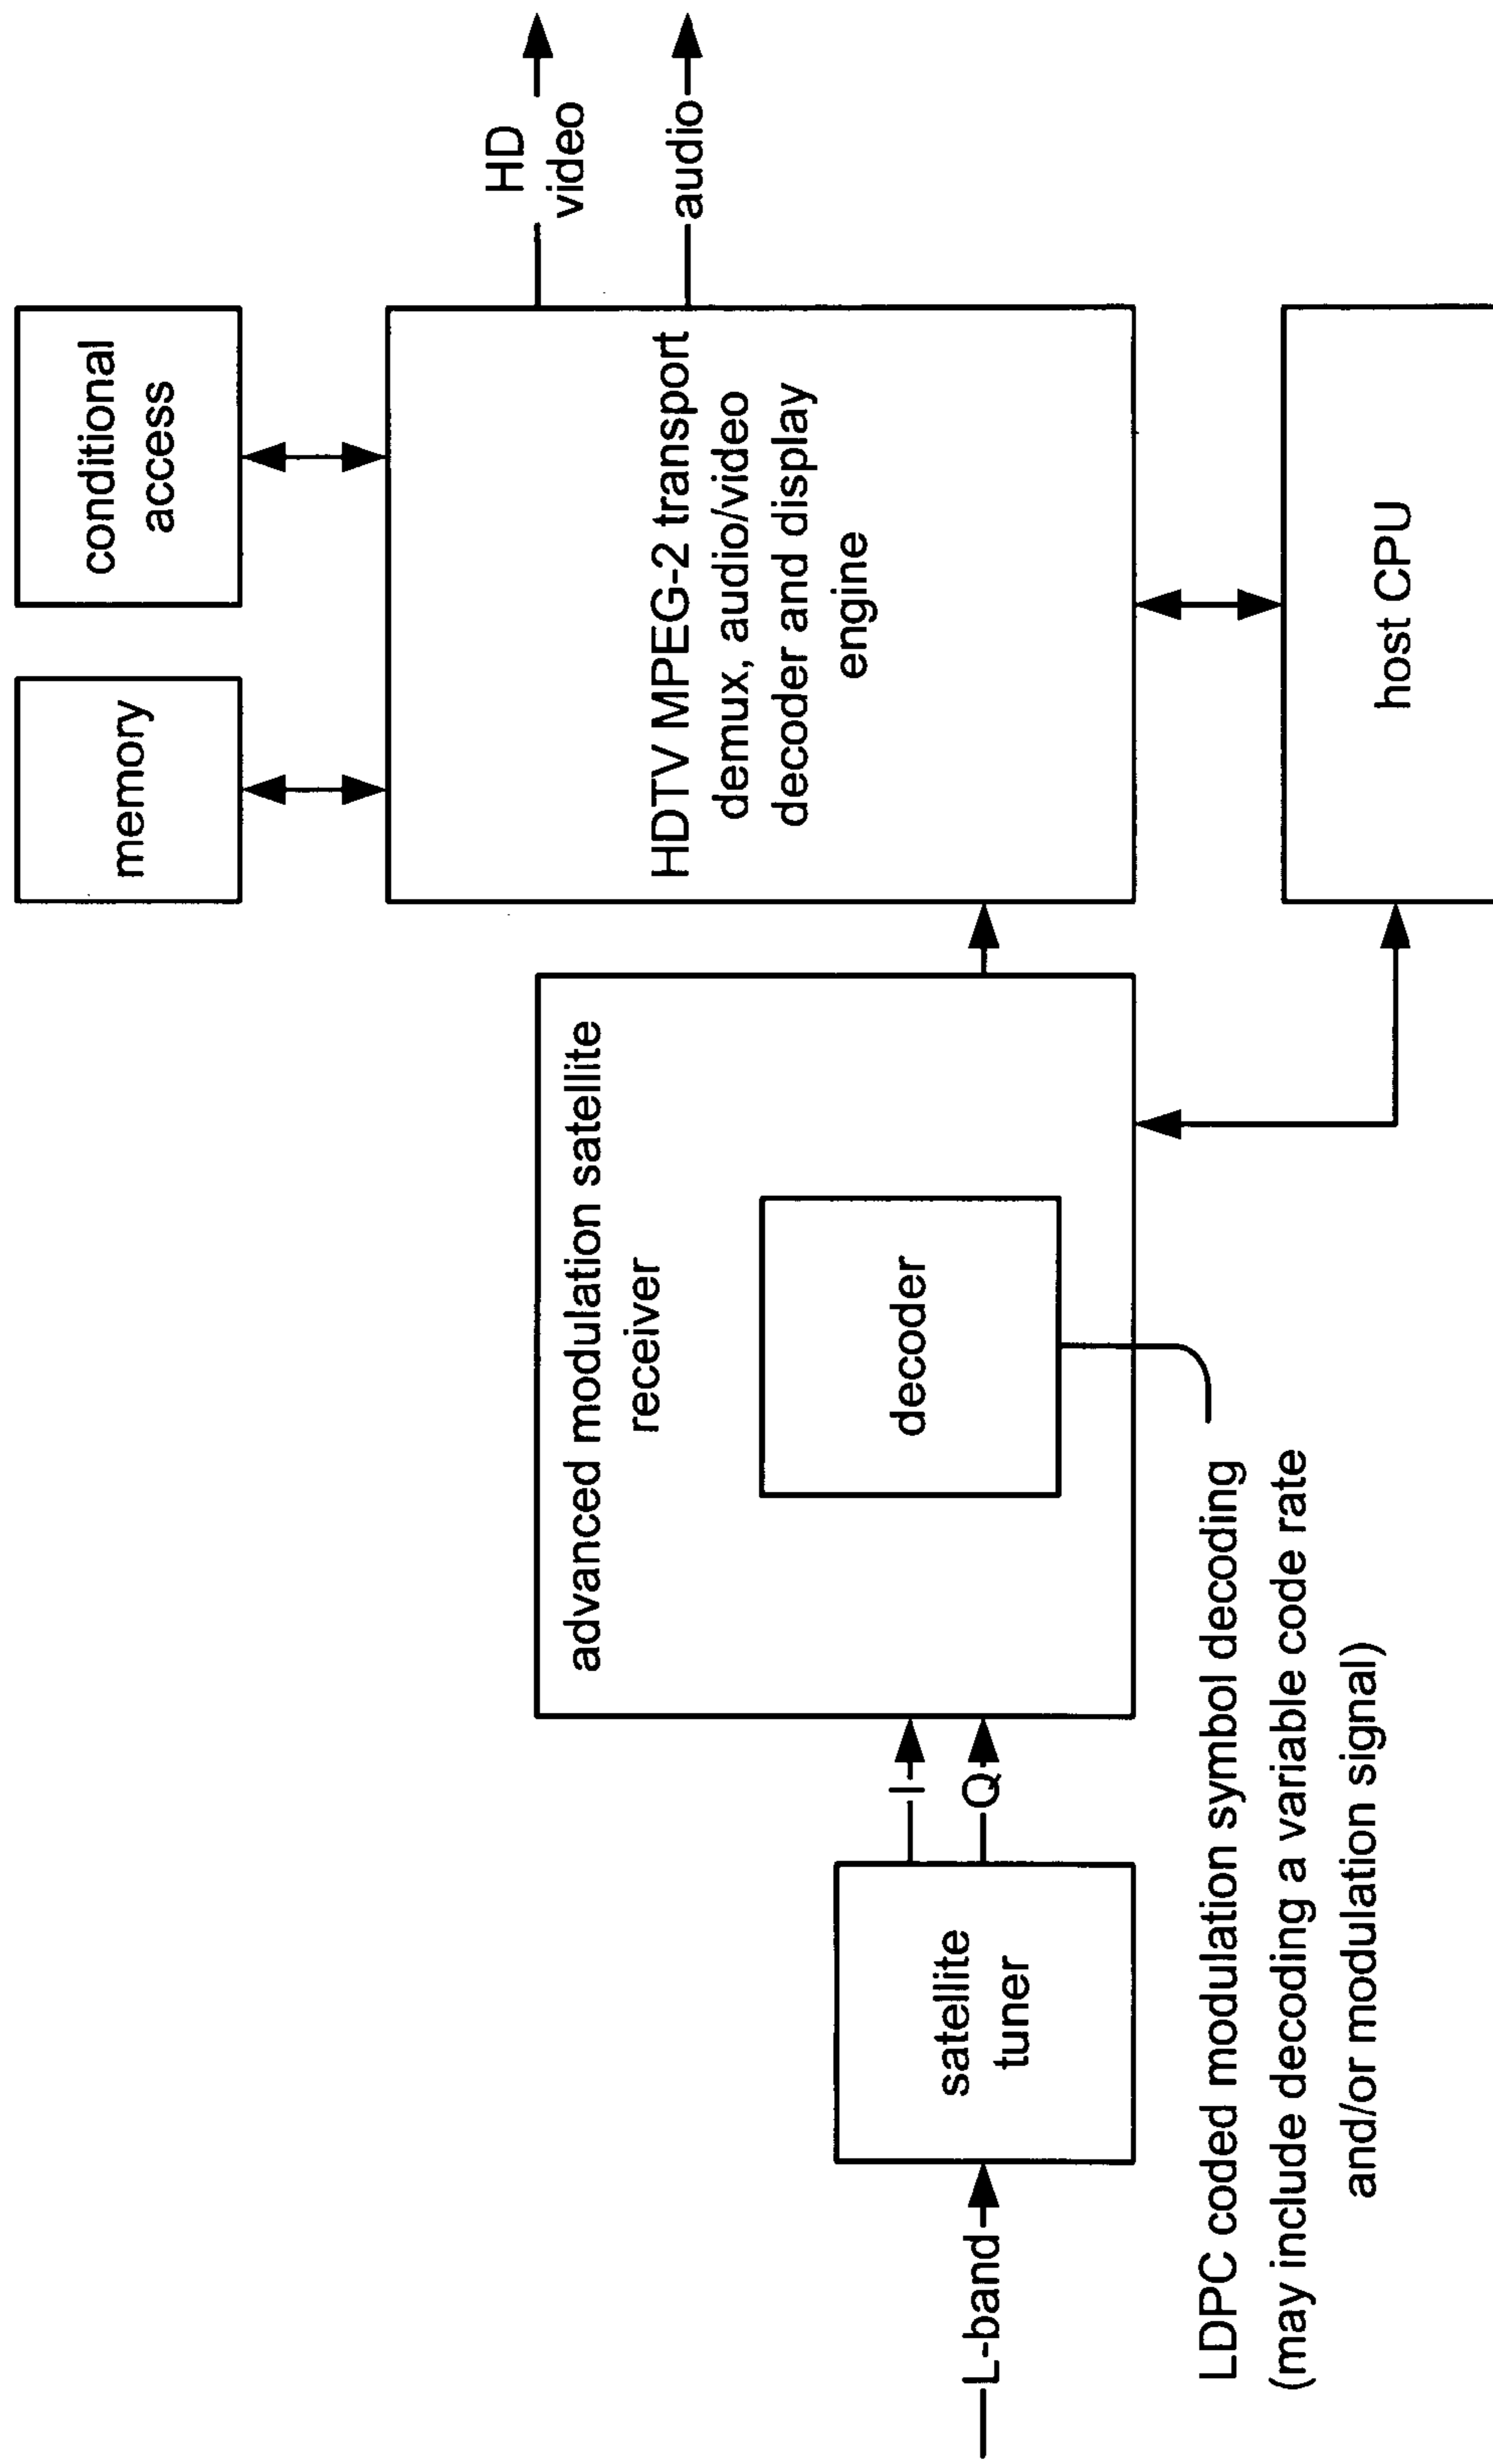 memory
conditional
access
HD
video
audio
HDTV MPEG-2 transport
demux, audio/video
decoder and display
engine
advanced modulation satellite
receiver
decoder
I
Q
satellite
tuner
L-band
host CPU
LDPC coded modulation symbol decoding
(may include decoding a variable code rate
and/or modulation signal)